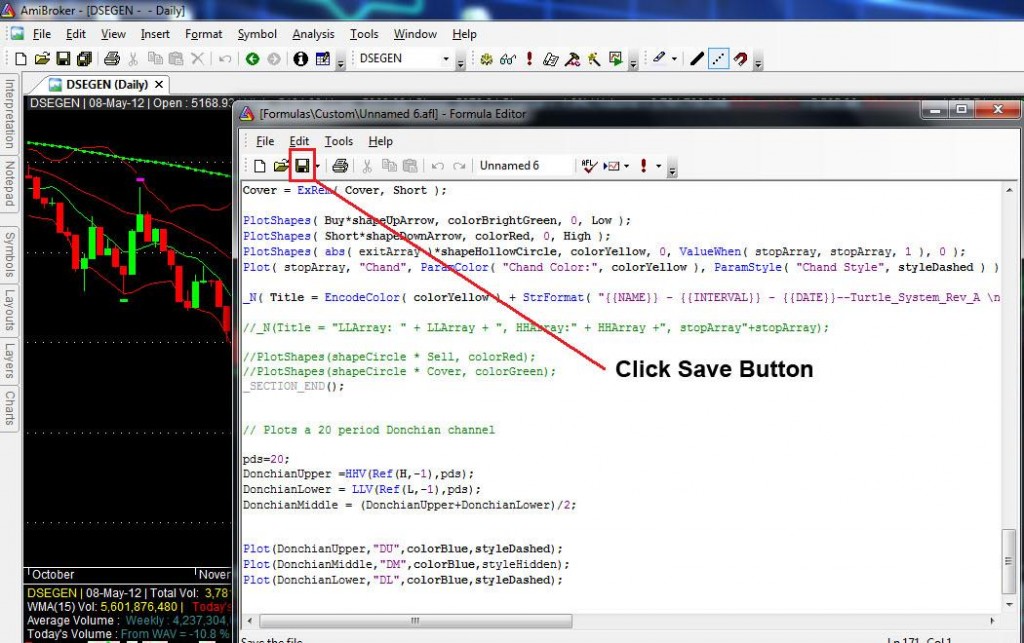 AmiBroker - [DSEGEN - - Daily]
File Edit View Insert Format Symbol Analysis Tools Window Help
DSEGEN
DSEGEN (Daily)
DSEGEN | 08-May-12 | Open : 5168.93
Interpretation
Notepad
Symbols
Layouts
Layers
Charts
[Formulas\Custom\Unnamed 6.afl] - Formula Editor
File Edit Tools Help
Unnamed 6
AFL
Cover = ExRem( Cover, Short );
PlotShapes( Buy*shapeUpArrow, colorBrightGreen, 0, Low );
PlotShapes( Short*shapeDownArrow, colorRed, 0, High );
PlotShapes( abs( exitArray )*shapeHollowCircle, colorYellow, 0, ValueWhen( stopArray, stopArray, 1 ), 0 );
Plot( stopArray, "Chand", ParamColor( "Chand Color:", colorYellow ), ParamStyle( "Chand Style", styleDashed ) )
_N( Title = EncodeColor( colorYellow ) + StrFormat( "{{NAME}} - {{INTERVAL}} - {{DATE}}--Turtle_System_Rev_A \n
//_N(Title = "LLArray: " + LLArray + ", HHArray:" + HHArray +", stopArray"+stopArray);
//PlotShapes(shapeCircle * Sell, colorRed);
//PlotShapes(shapeCircle * Cover, colorGreen);
_SECTION_END();
Click Save Button
// Plots a 20 period Donchian channel
pds=20;
DonchianUpper =HHV(Ref(H,-1),pds);
DonchianLower = LLV(Ref(L,-1),pds);
DonchianMiddle = (DonchianUpper+DonchianLower)/2;
Plot(DonchianUpper,"DU",colorBlue,styleDashed);
Plot(DonchianMiddle,"DM",colorBlue,styleHidden);
Plot(DonchianLower,"DL",colorBlue,styleDashed);
October Nover
DSEGEN | 08-May-12 | Total Vol: 3,78
WMA(15) Vol: 5,601,876,480 | Today's
Average Volume : Weekly : 4,237,304,
Today's Volume : From WAV = -10.8 %
Save the file
Ln 171, Col 1